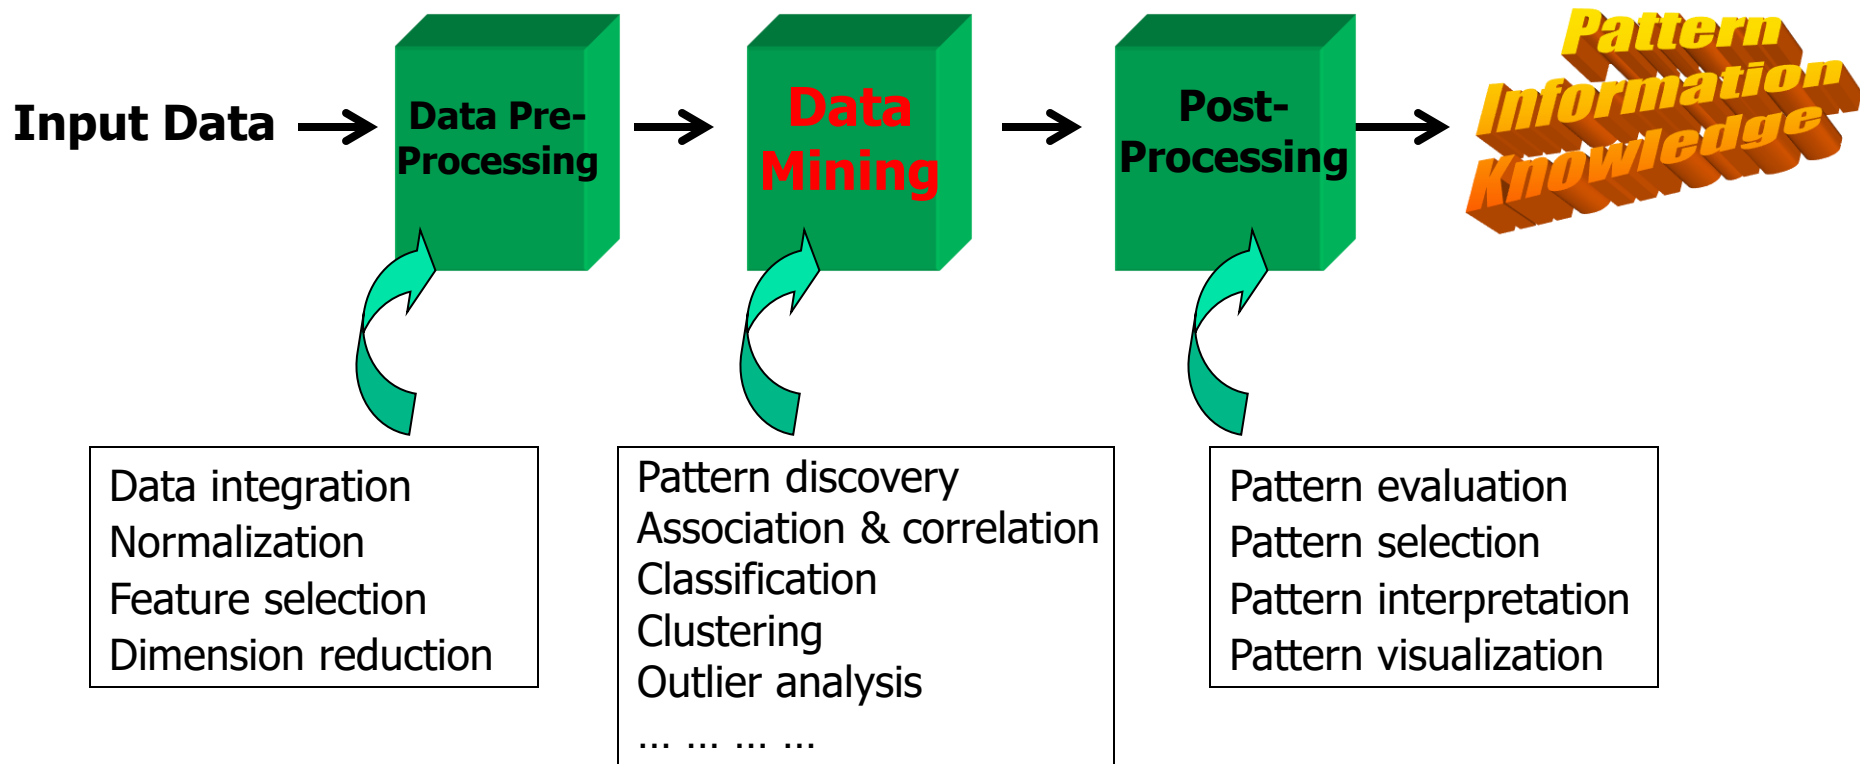 Input Data
Data Pre-
Processing
Data
Mining
Post-
Processing
Pattern
Information
Knowledge
Data integration
Normalization
Feature selection
Dimension reduction
Pattern discovery
Association & correlation
Classification
Clustering
Outlier analysis
… … … …
Pattern evaluation
Pattern selection
Pattern interpretation
Pattern visualization